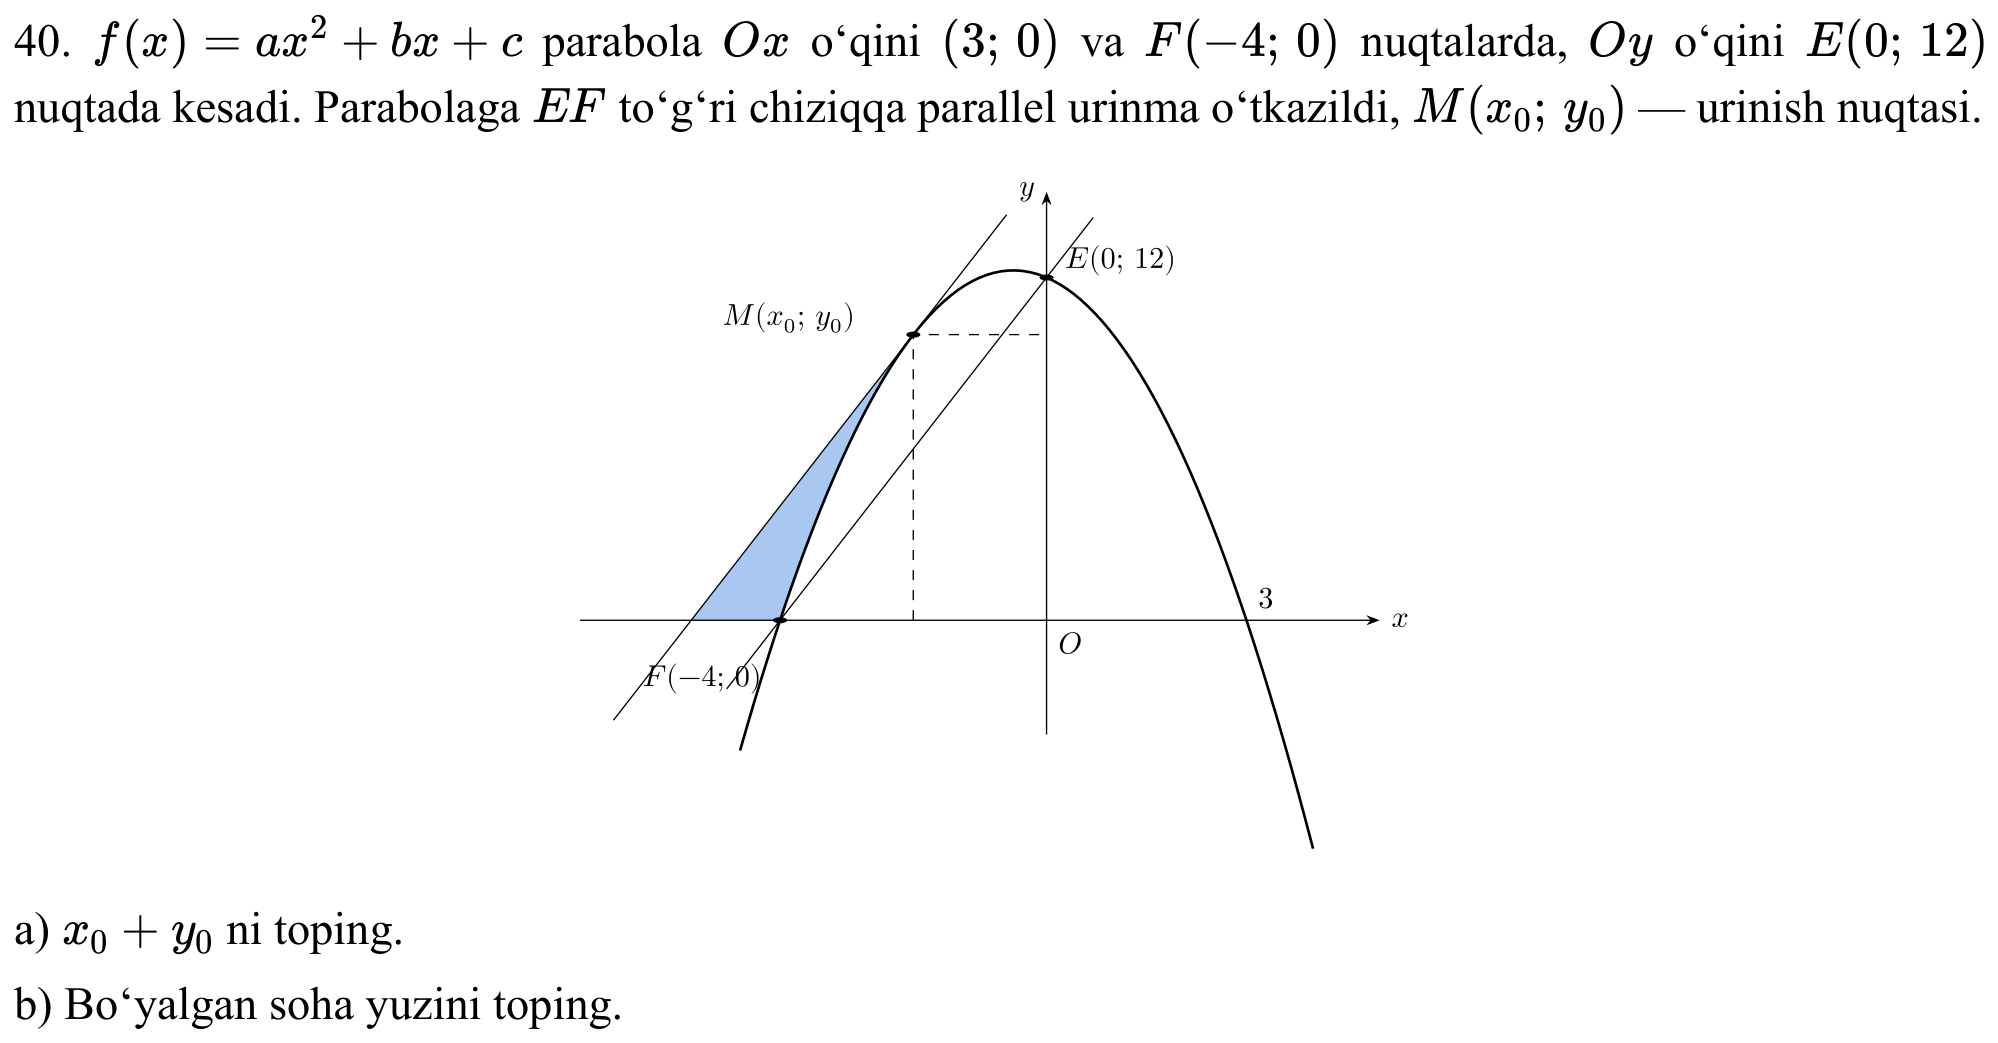 40. f(x) = ax² + bx + c parabola Ox o‘qini (3; 0) va F(−4; 0) nuqtalarda, Oy o‘qini E(0; 12)
nuqtada kesadi. Parabolaga EF to‘g‘ri chiziqqa parallel urinma o‘tkazildi, M(x₀; y₀) — urinish nuqtasi.
y
E(0; 12)
M(x₀; y₀)
3
x
O
F(−4; 0)
a) x₀ + y₀ ni toping.
b) Bo‘yalgan soha yuzini toping.